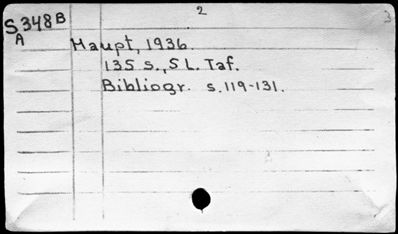 2
3
S348B
A
Haupt, 1936.
135 s., 5 L. Taf.
Bibliogr. s. 119-131.